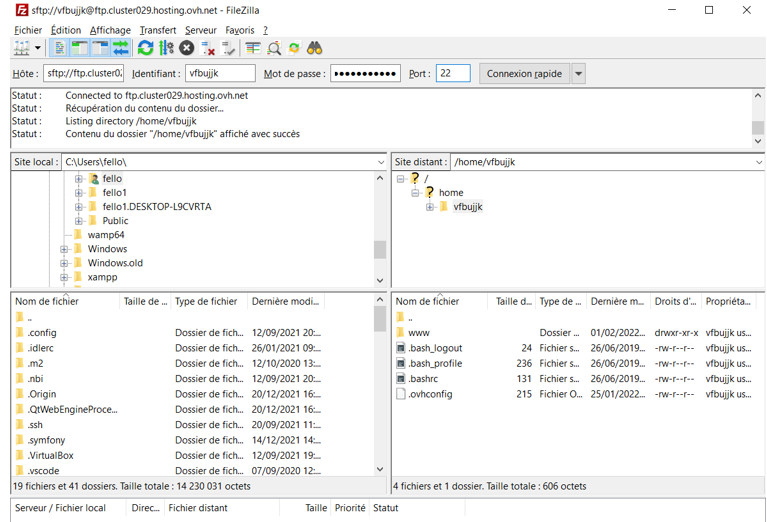 sftp://vfbujjk@ftp.cluster029.hosting.ovh.net - FileZilla
Fichier Édition Affichage Transfert Serveur Favoris ?
Hôte : sftp://ftp.cluster02 Identifiant : vfbujjk Mot de passe : ●●●●●●●●●●● Port : 22 Connexion rapide
Statut : Connected to ftp.cluster029.hosting.ovh.net
Statut : Récupération du contenu du dossier...
Statut : Listing directory /home/vfbujjk
Statut : Contenu du dossier "/home/vfbujjk" affiché avec succès
Site local : C:\Users\fello\
fello
fello1
fello1.DESKTOP-L9CVRTA
Public
wamp64
Windows
Windows.old
xampp
Site distant : /home/vfbujjk
/
home
vfbujjk
Nom de fichier Taille de ... Type de fichier Dernière modi...
..
.config Dossier de fich... 12/09/2021 20:...
.idlerc Dossier de fich... 26/01/2021 09:...
.m2 Dossier de fich... 12/10/2020 13:...
.nbi Dossier de fich... 12/09/2021 20:...
.Origin Dossier de fich... 20/12/2021 16:...
.QtWebEngineProce... Dossier de fich... 20/12/2021 16:...
.ssh Dossier de fich... 20/09/2021 11:...
.symfony Dossier de fich... 14/12/2021 14:...
.VirtualBox Dossier de fich... 12/09/2021 19:...
.vscode Dossier de fich... 07/09/2020 12:...
19 fichiers et 41 dossiers. Taille totale : 14 230 031 octets
Nom de fichier Taille d... Type de ... Dernière m... Droits d'... Propriéta...
..
www Dossier ... 01/02/2022... drwxr-xr-x vfbujjk us...
.bash_logout 24 Fichier s... 26/06/2019... -rw-r--r-- vfbujjk us...
.bash_profile 236 Fichier s... 26/06/2019... -rw-r--r-- vfbujjk us...
.bashrc 131 Fichier s... 26/06/2019... -rw-r--r-- vfbujjk us...
.ovhconfig 215 Fichier O... 25/01/2022... -rw-r--r-- vfbujjk us...
4 fichiers et 1 dossier. Taille totale : 606 octets
Serveur / Fichier local Direc... Fichier distant Taille Priorité Statut